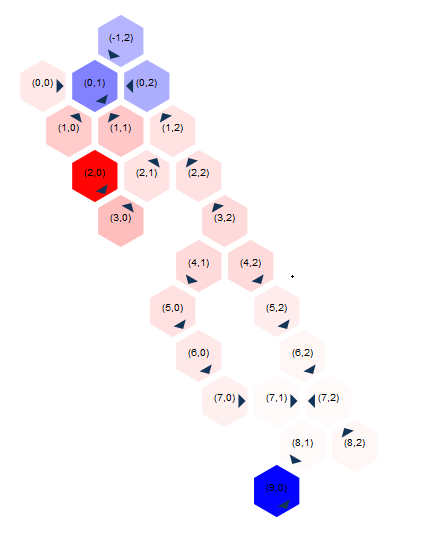 (-1,2)
(0,0) (0,1) (0,2)
(1,0) (1,1) (1,2)
(2,0) (2,1) (2,2)
(3,0) (3,2)
(4,1) (4,2)
(5,0) (5,2)
(6,0) (6,2)
(7,0) (7,1) (7,2)
(8,1) (8,2)
(9,0)